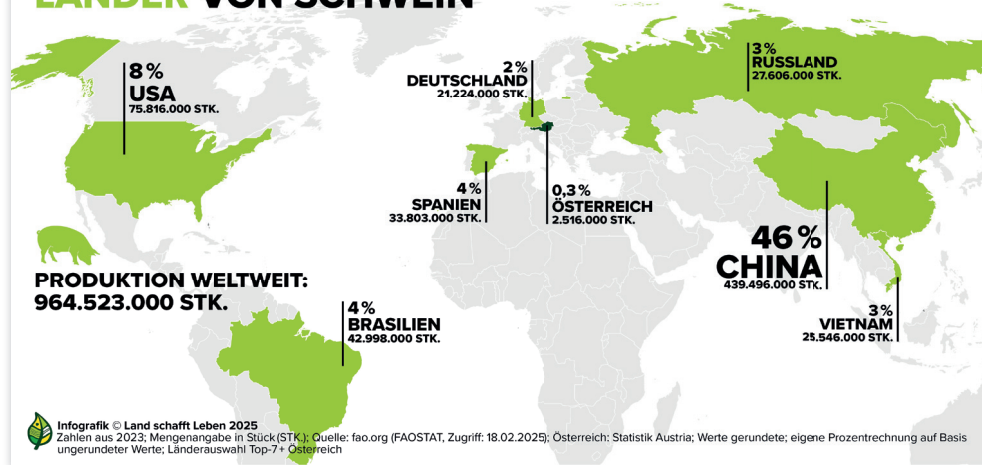 LÄNDER VON SCHWEIN
8 %
USA
75.816.000 STK.
2 %
DEUTSCHLAND
21.224.000 STK.
3 %
RUSSLAND
27.606.000 STK.
4 %
SPANIEN
33.803.000 STK.
0,3 %
ÖSTERREICH
2.516.000 STK.
46 %
CHINA
439.496.000 STK.
PRODUKTION WELTWEIT:
964.523.000 STK.
4 %
BRASILIEN
42.998.000 STK.
3 %
VIETNAM
25.546.000 STK.
Infografik © Land schafft Leben 2025
Zahlen aus 2023; Mengenangabe in Stück (STK.); Quelle: fao.org (FAOSTAT, Zugriff: 18.02.2025); Österreich: Statistik Austria; Werte gerundete; eigene Prozentrechnung auf Basis
ungerundeter Werte; Länderauswahl Top-7+ Österreich